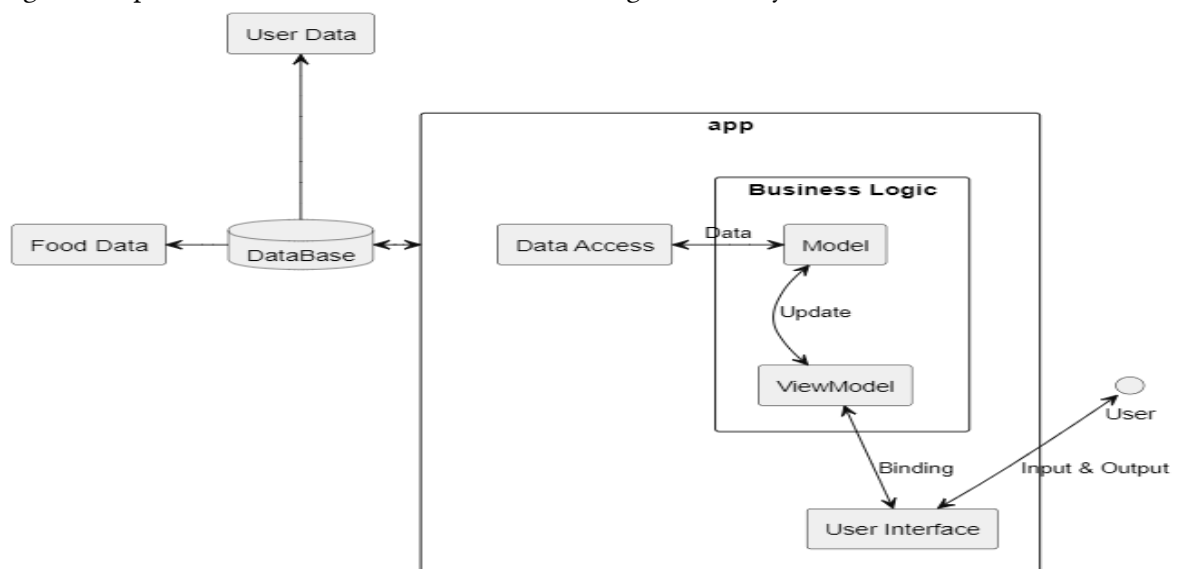 User Data
app
Business Logic
Food Data
DataBase
Data Access
Data
Model
Update
ViewModel
User
Binding
Input & Output
User Interface